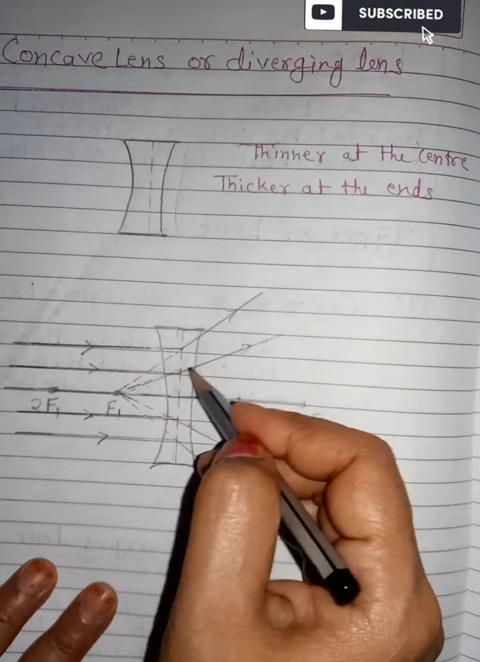 SUBSCRIBED
Concave Lens or diverging lens
Thinner at the centre
Thicker at the ends
2F₁
F₁